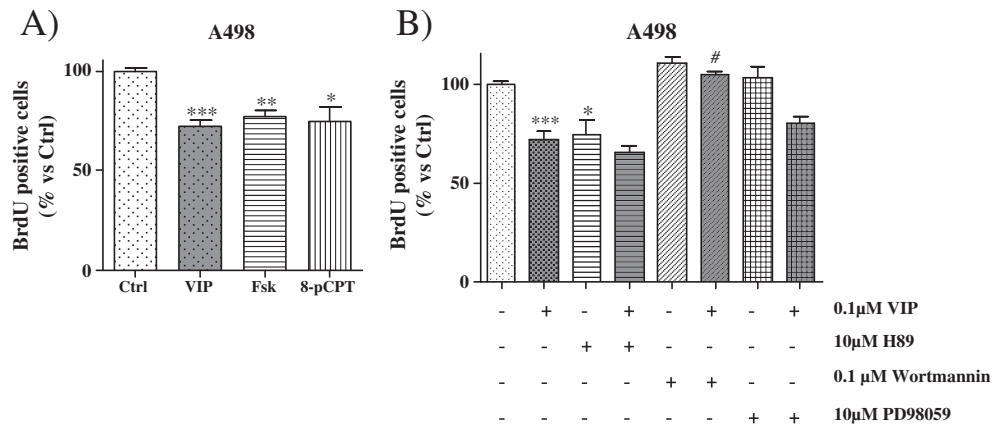 A)
A498
BrdU positive cells
(% vs Ctrl)
100
50
0
***
**
*
Ctrl VIP Fsk 8-pCPT
B)
A498
BrdU positive cells
(% vs Ctrl)
100
50
0
***
*
#
- + - + - + - + 0.1µM VIP
- - + + - - - - 10µM H89
- - - - + + - - 0.1 µM Wortmannin
- - - - - - + + 10µM PD98059